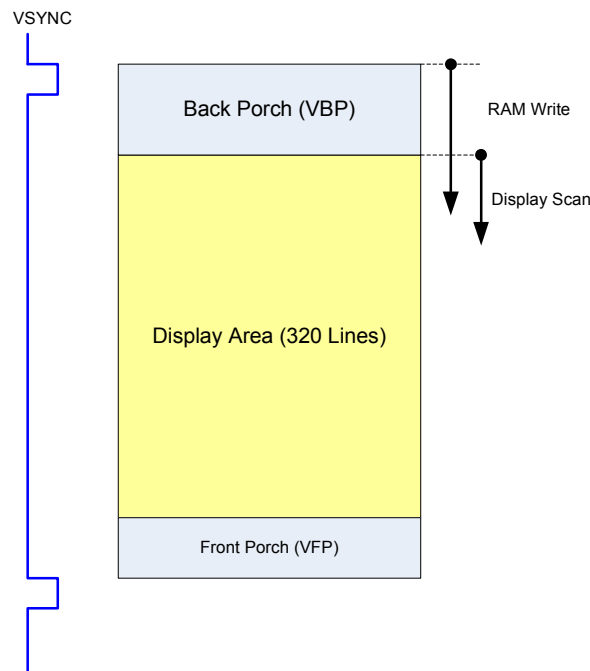 VSYNC
Back Porch (VBP)
RAM Write
Display Scan
Display Area (320 Lines)
Front Porch (VFP)